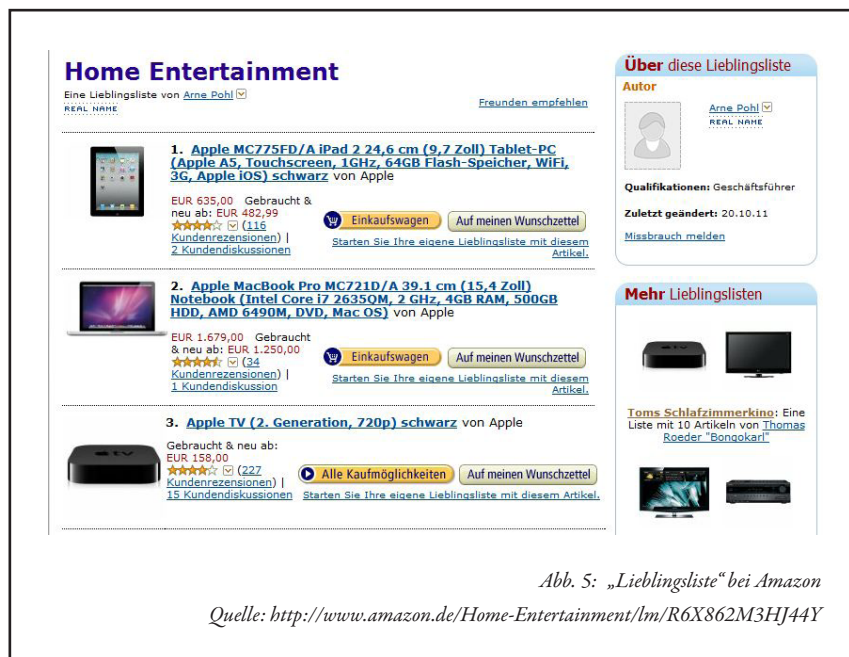 Home Entertainment
Eine Lieblingsliste von Arne Pohl
REAL NAME
Freunden empfehlen
1. Apple MC775FD/A iPad 2 24,6 cm (9,7 Zoll) Tablet-PC
(Apple A5, Touchscreen, 1GHz, 64GB Flash-Speicher, WiFi,
3G, Apple iOS) schwarz von Apple
EUR 635,00 Gebraucht &
neu ab: EUR 482,99
(116
Kundenrezensionen) |
2 Kundendiskussionen
Einkaufswagen
Auf meinen Wunschzettel
Starten Sie Ihre eigene Lieblingsliste mit diesem
Artikel.
2. Apple MacBook Pro MC721D/A 39.1 cm (15,4 Zoll)
Notebook (Intel Core i7 2635QM, 2 GHz, 4GB RAM, 500GB
HDD, AMD 6490M, DVD, Mac OS) von Apple
EUR 1.679,00 Gebraucht
& neu ab: EUR 1.250,00
(34
Kundenrezensionen) |
1 Kundendiskussion
Einkaufswagen
Auf meinen Wunschzettel
Starten Sie Ihre eigene Lieblingsliste mit diesem
Artikel.
3. Apple TV (2. Generation, 720p) schwarz von Apple
tv
Gebraucht & neu ab:
EUR 158,00
(227
Kundenrezensionen) |
15 Kundendiskussionen
Alle Kaufmöglichkeiten
Auf meinen Wunschzettel
Starten Sie Ihre eigene Lieblingsliste mit diesem Artikel.
Über diese Lieblingsliste
Autor
Arne Pohl
REAL NAME
Qualifikationen: Geschäftsführer
Zuletzt geändert: 20.10.11
Missbrauch melden
Mehr Lieblingslisten
tv
Toms Schlafzimmerkino: Eine
Liste mit 10 Artikeln von Thomas
Roeder "Bongokarl"
Abb. 5: „Lieblingsliste“ bei Amazon
Quelle: http://www.amazon.de/Home-Entertainment/lm/R6X862M3HJ44Y